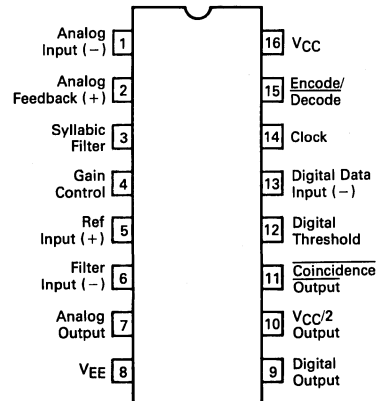 Analog
Input (−)
1
16
VCC
Analog
Feedback (+)
2
15
Encode/
Decode
Syllabic
Filter
3
14
Clock
Gain
Control
4
13
Digital Data
Input (−)
Ref
Input (+)
5
12
Digital
Threshold
Filter
Input (−)
6
11
Coincidence
Output
Analog
Output
7
10
VCC/2
Output
VEE
8
9
Digital
Output